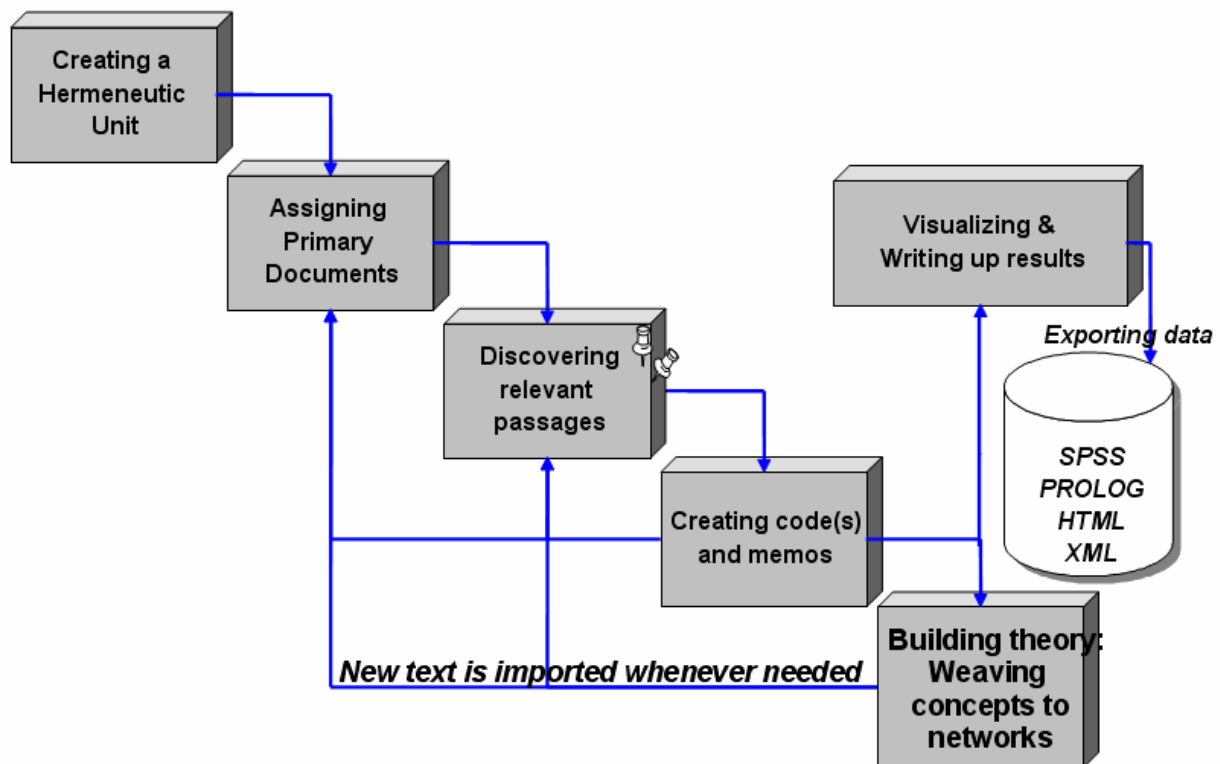 Creating a
Hermeneutic
Unit
Assigning
Primary
Documents
Discovering
relevant
passages
Creating code(s)
and memos
Building theory:
Weaving
concepts to
networks
New text is imported whenever needed
Visualizing &
Writing up results
Exporting data
SPSS
PROLOG
HTML
XML